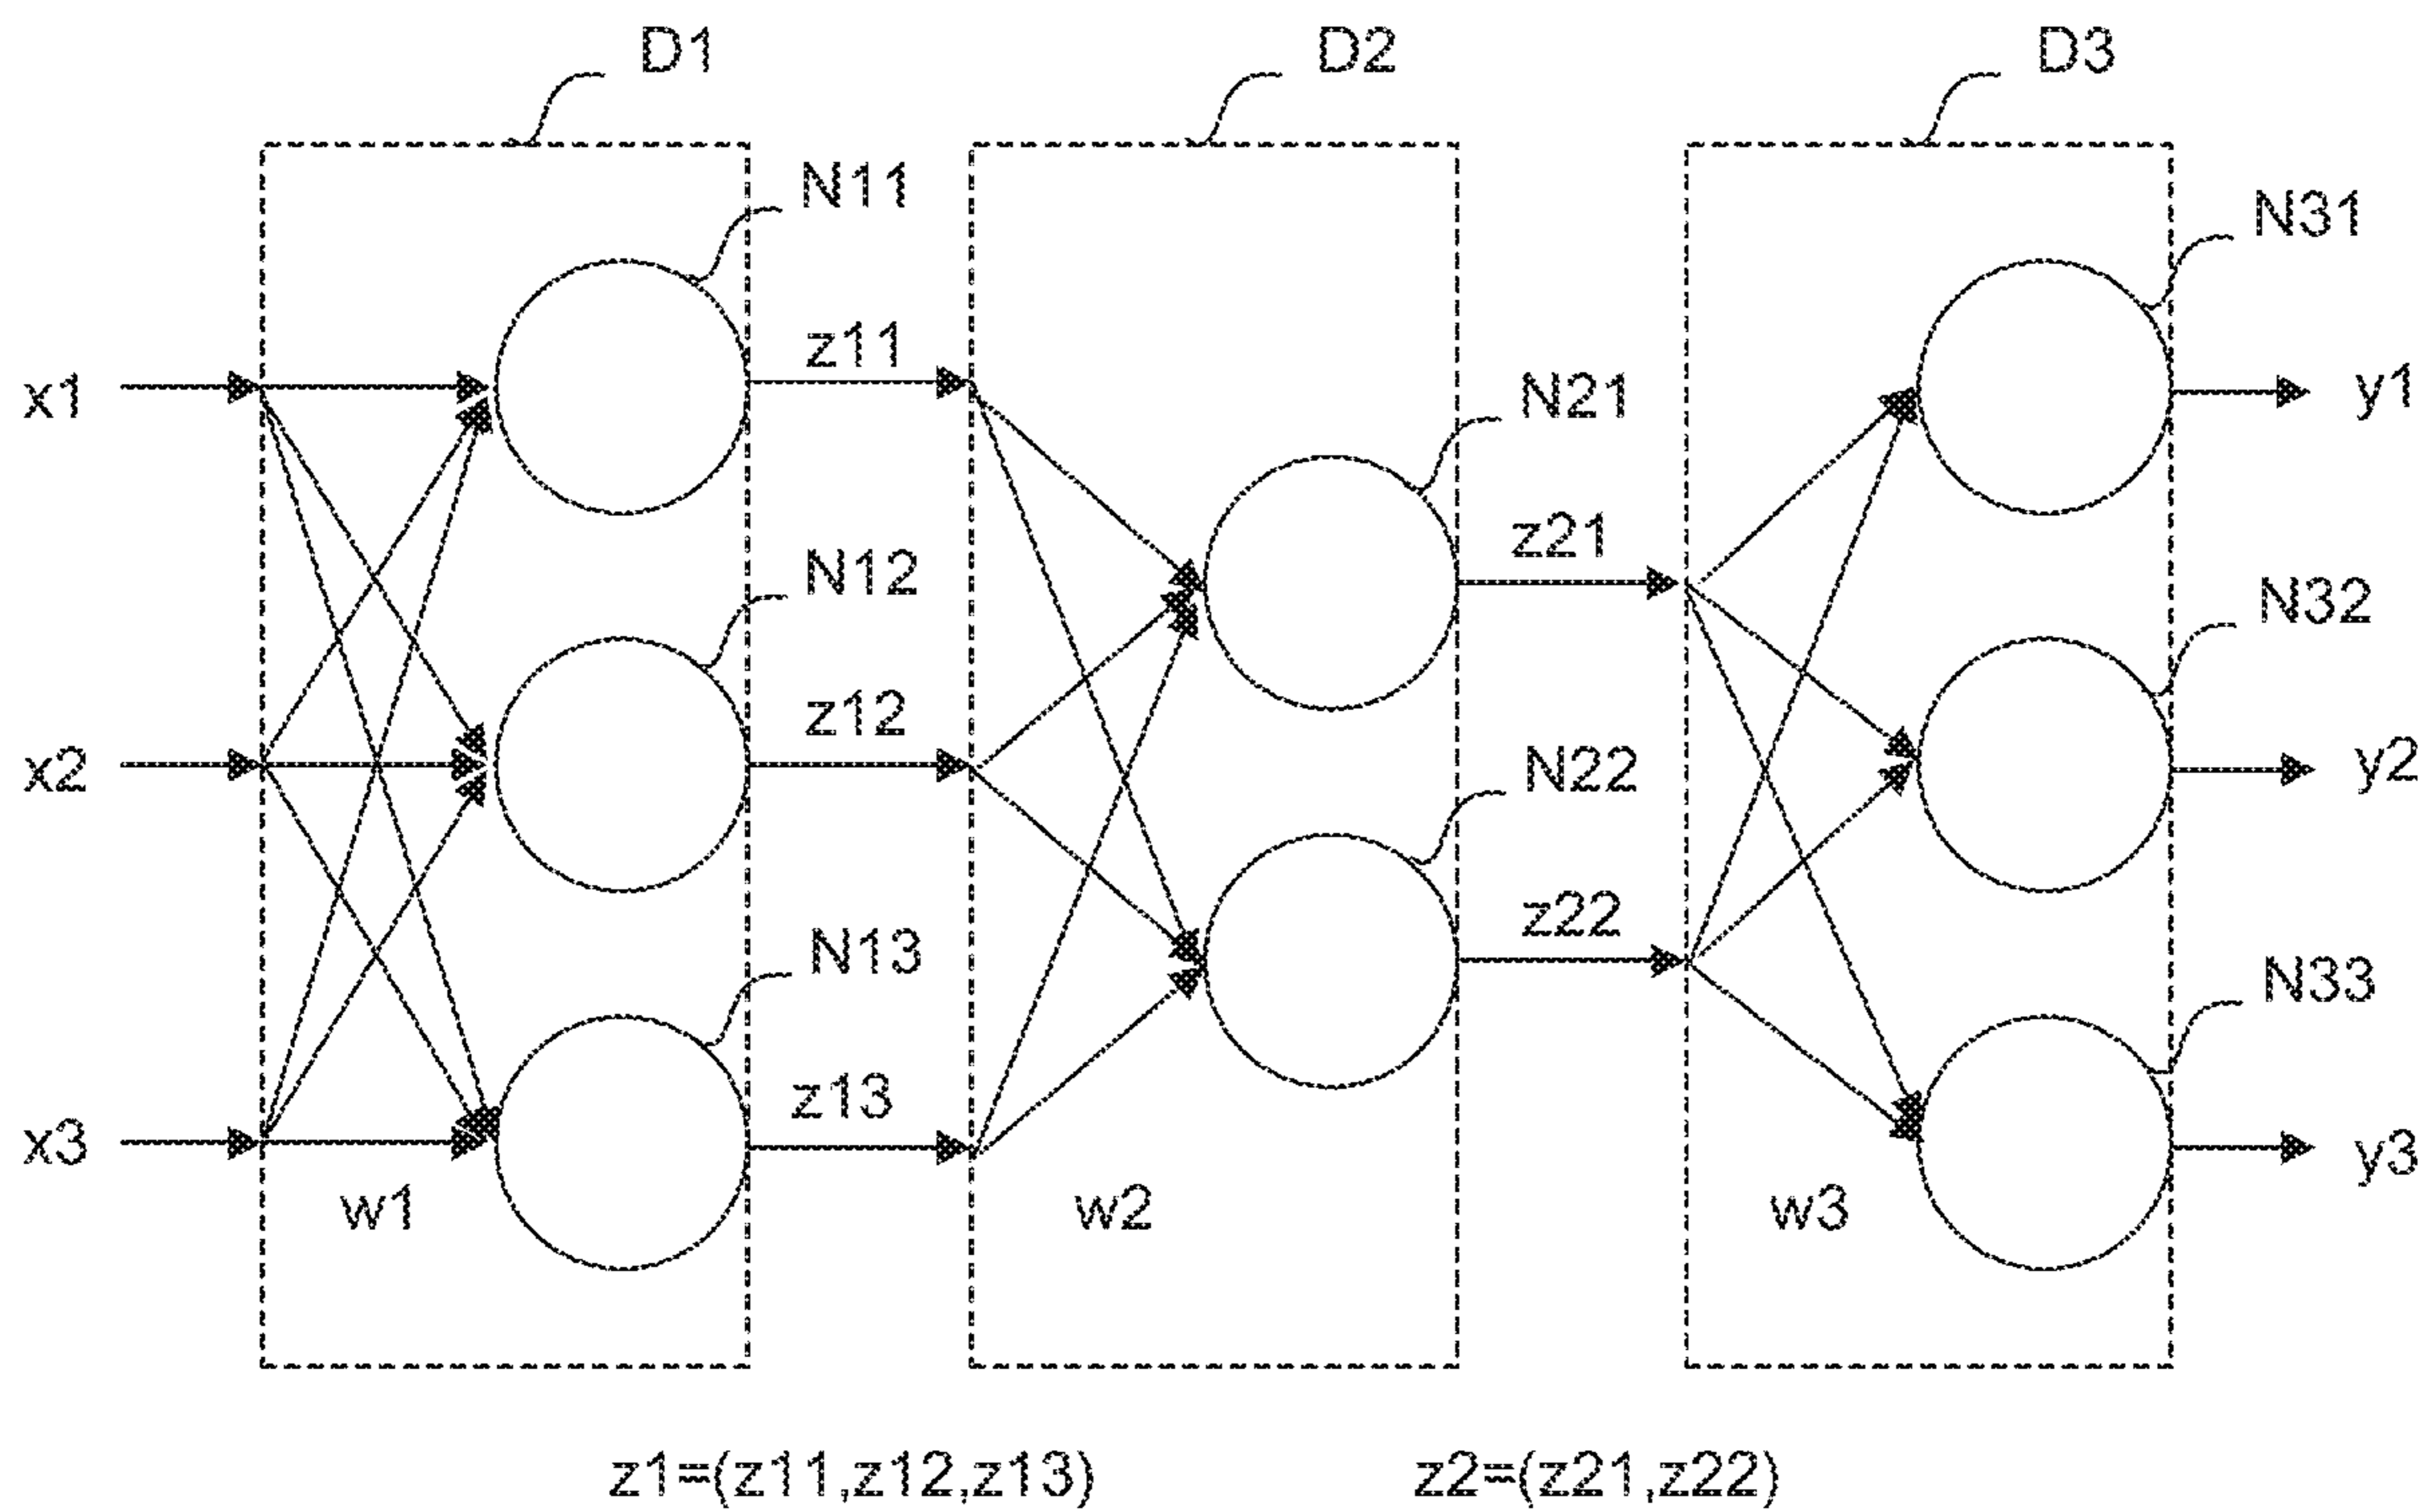 D1 D2 D3
N11
N31
z11
x1 N21 y1
z21
N12 N32
z12
x2 N22 y2
z22
N13 N33
z13
x3 y3
w1 w2 w3
z1=(z11,z12,z13) z2=(z21,z22)